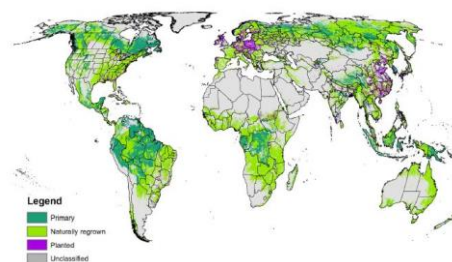 Legend
Primary
Naturally regrown
Planted
Unclassified